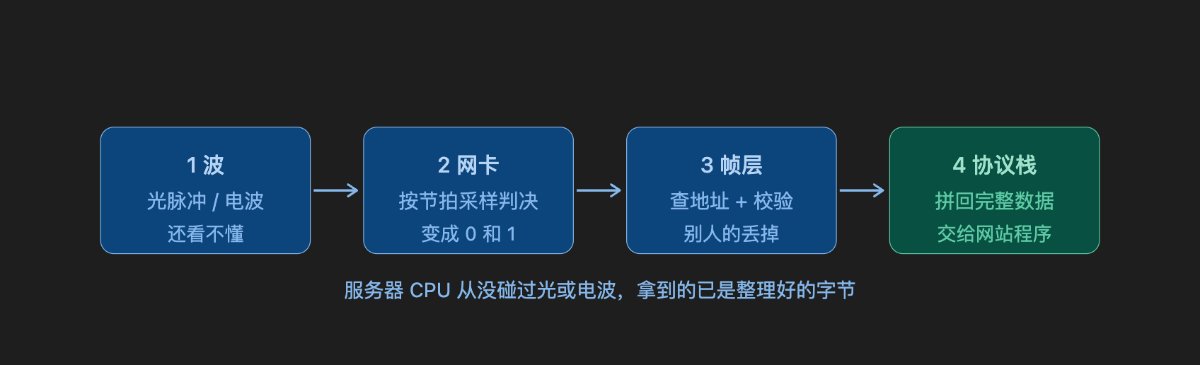 1 波
光脉冲 / 电波
还看不懂
2 网卡
按节拍采样判决
变成 0 和 1
3 帧层
查地址 + 校验
别人的丢掉
4 协议栈
拼回完整数据
交给网站程序
服务器 CPU 从没碰过光或电波，拿到的已是整理好的字节